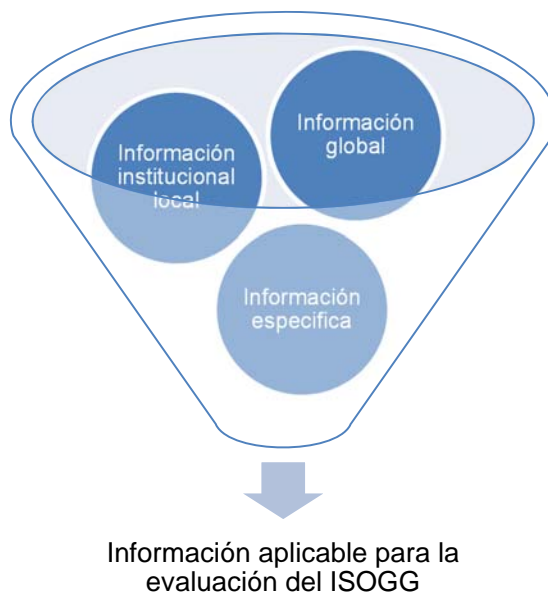 Información
global
Información
institucional
local
Información
especifica
Información aplicable para la
evaluación del ISOGG